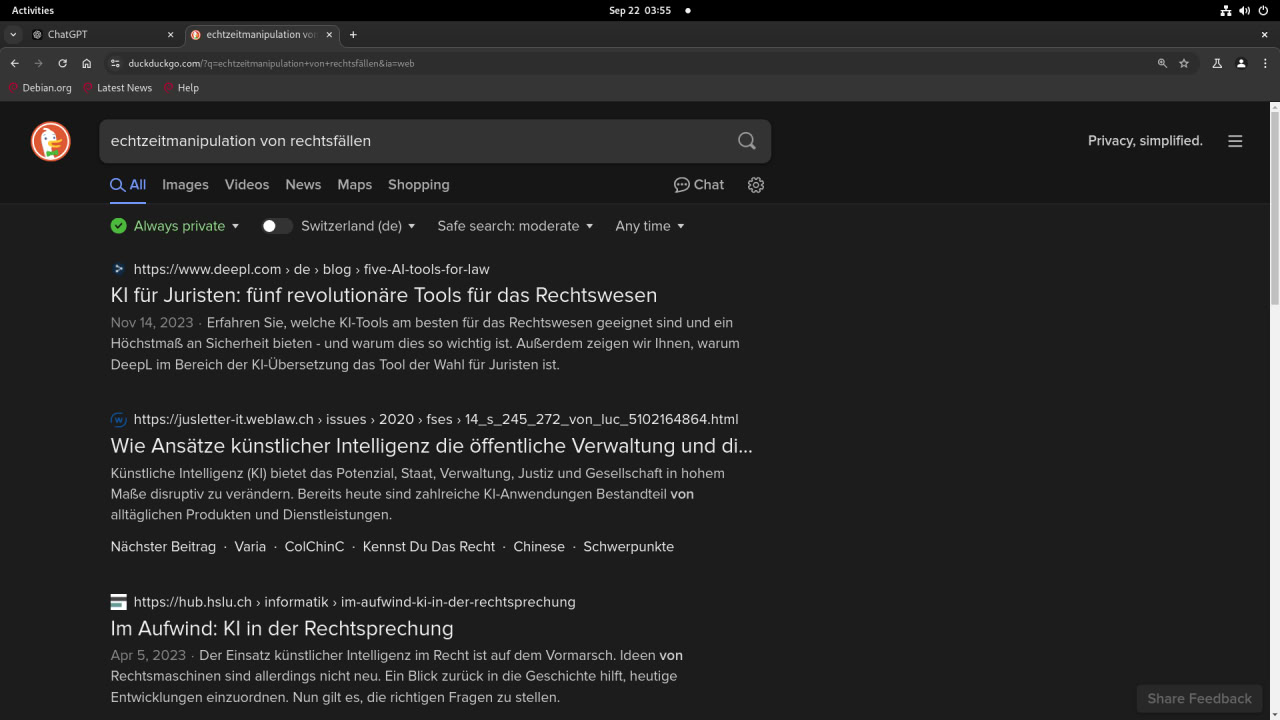 Activities
Sep 22 03:55
ChatGPT
echtzeitmanipulation von
duckduckgo.com/?q=echtzeitmanipulation+von+rechtsfällen&ia=web
Debian.org Latest News Help
echtzeitmanipulation von rechtsfällen
Privacy, simplified.
All Images Videos News Maps Shopping Chat
Always private Switzerland (de) Safe search: moderate Any time
https://www.deepl.com › de › blog › five-AI-tools-for-law
KI für Juristen: fünf revolutionäre Tools für das Rechtswesen
Nov 14, 2023 · Erfahren Sie, welche KI-Tools am besten für das Rechtswesen geeignet sind und ein
Höchstmaß an Sicherheit bieten - und warum dies so wichtig ist. Außerdem zeigen wir Ihnen, warum
DeepL im Bereich der KI-Übersetzung das Tool der Wahl für Juristen ist.
https://jusletter-it.weblaw.ch › issues › 2020 › fses › 14_s_245_272_von_luc_5102164864.html
Wie Ansätze künstlicher Intelligenz die öffentliche Verwaltung und di...
Künstliche Intelligenz (KI) bietet das Potenzial, Staat, Verwaltung, Justiz und Gesellschaft in hohem
Maße disruptiv zu verändern. Bereits heute sind zahlreiche KI-Anwendungen Bestandteil von
alltäglichen Produkten und Dienstleistungen.
Nächster Beitrag · Varia · ColChinC · Kennst Du Das Recht · Chinese · Schwerpunkte
https://hub.hslu.ch › informatik › im-aufwind-ki-in-der-rechtsprechung
Im Aufwind: KI in der Rechtsprechung
Apr 5, 2023 · Der Einsatz künstlicher Intelligenz im Recht ist auf dem Vormarsch. Ideen von
Rechtsmaschinen sind allerdings nicht neu. Ein Blick zurück in die Geschichte hilft, heutige
Entwicklungen einzuordnen. Nun gilt es, die richtigen Fragen zu stellen.
Share Feedback